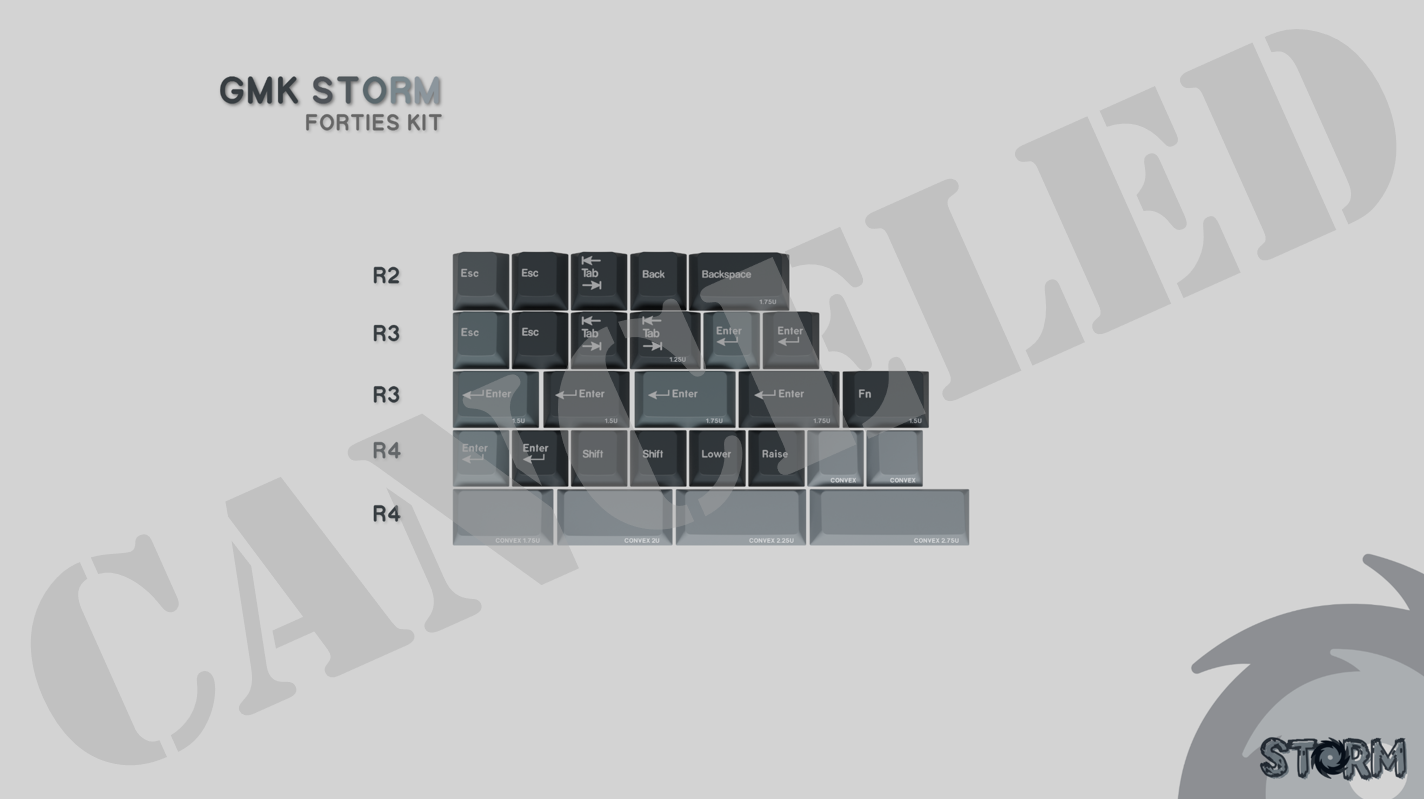 GMK STORM
FORTIES KIT
CANCELED
R2
Esc Esc Tab Back Backspace
1.75U
R3
Esc Esc Tab Tab Enter Enter
1.25U
R3
Enter Enter Enter Enter Fn
1.5U 1.5U 1.75U 1.75U 1.5U
R4
Enter Enter Shift Shift Lower Raise
CONVEX CONVEX
R4
CONVEX 1.75U CONVEX 2U CONVEX 2.25U CONVEX 2.75U
STORM